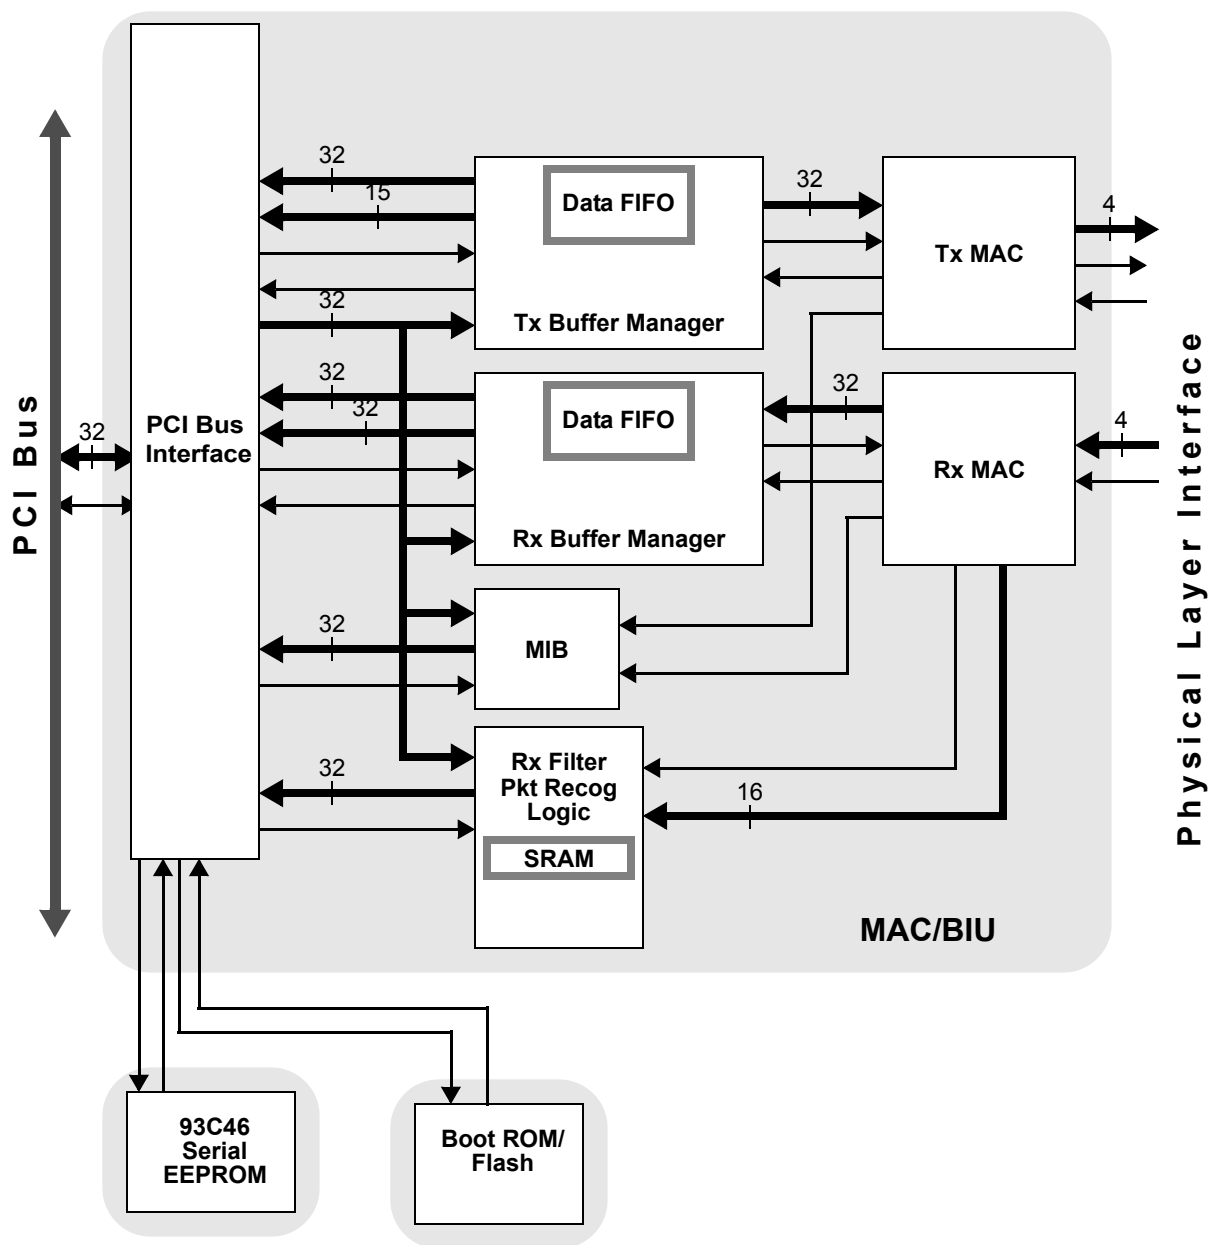 32
15
32
Data FIFO
Tx Buffer Manager
32
Tx MAC
4
32
32
Data FIFO
Rx Buffer Manager
32
Rx MAC
4
PCI Bus
32
PCI Bus
Interface
Physical Layer Interface
32
MIB
32
Rx Filter
Pkt Recog
Logic
SRAM
16
MAC/BIU
93C46
Serial
EEPROM
Boot ROM/
Flash